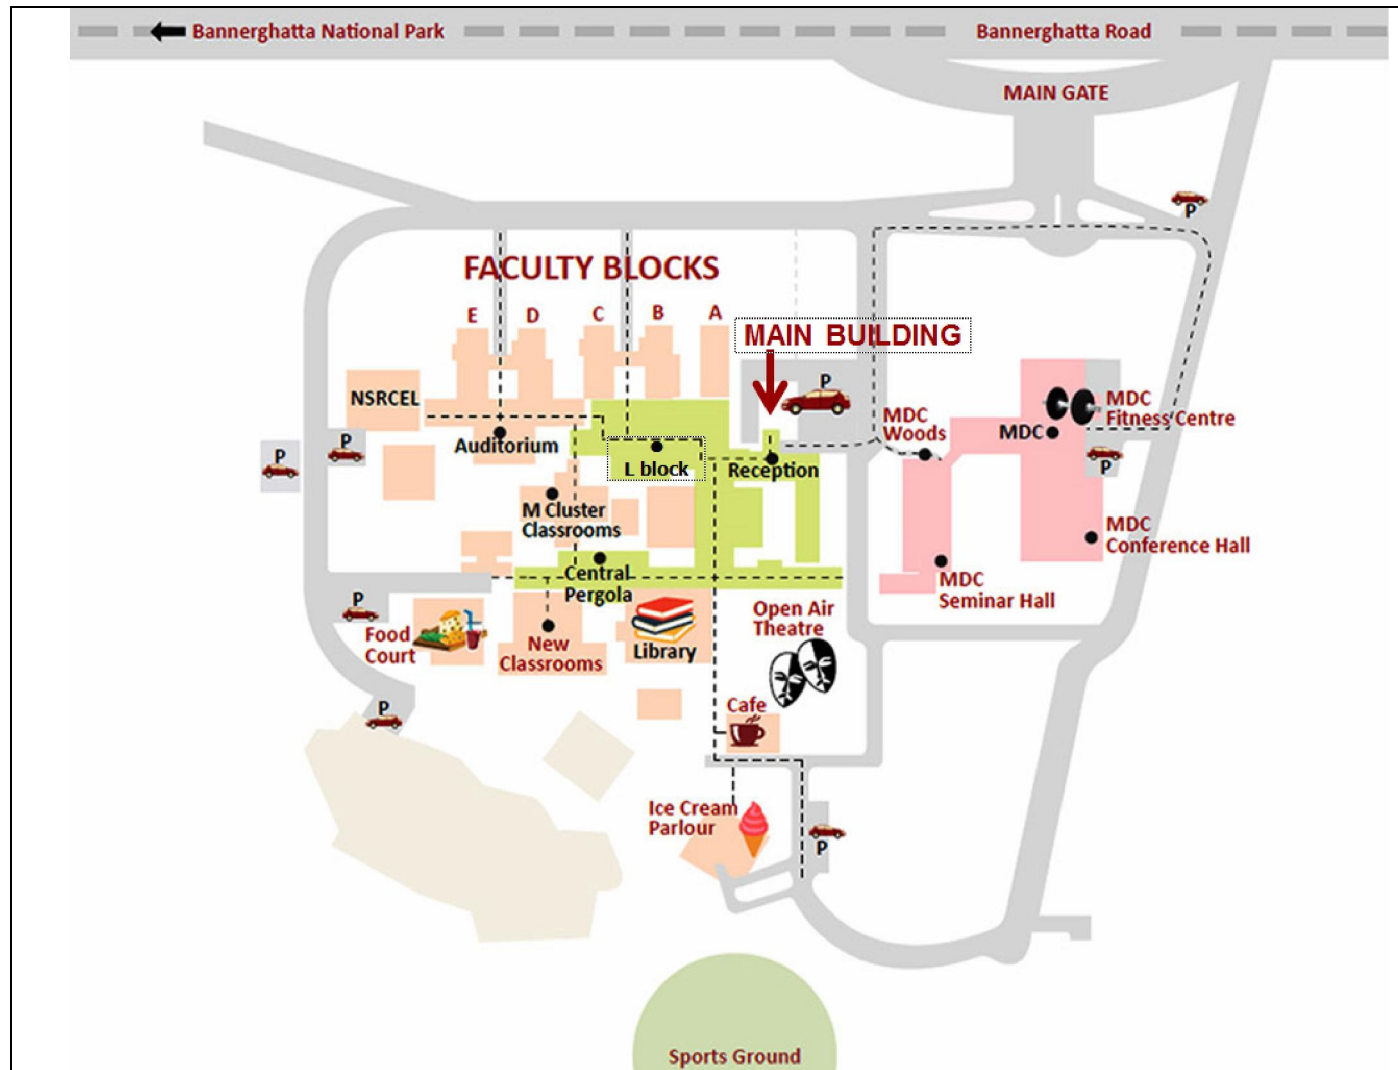 Bannerghatta National Park
Bannerghatta Road
MAIN GATE
P
FACULTY BLOCKS
E
D
C
B
A
MAIN BUILDING
P
NSRCEL
MDC
Fitness Centre
MDC
Woods
MDC
Auditorium
P
P
P
L block
Reception
M Cluster
Classrooms
MDC
Conference Hall
Central
Pergola
MDC
Seminar Hall
P
Open Air
Theatre
Food
Court
New
Classrooms
Library
P
Cafe
Ice Cream
Parlour
P
Sports Ground